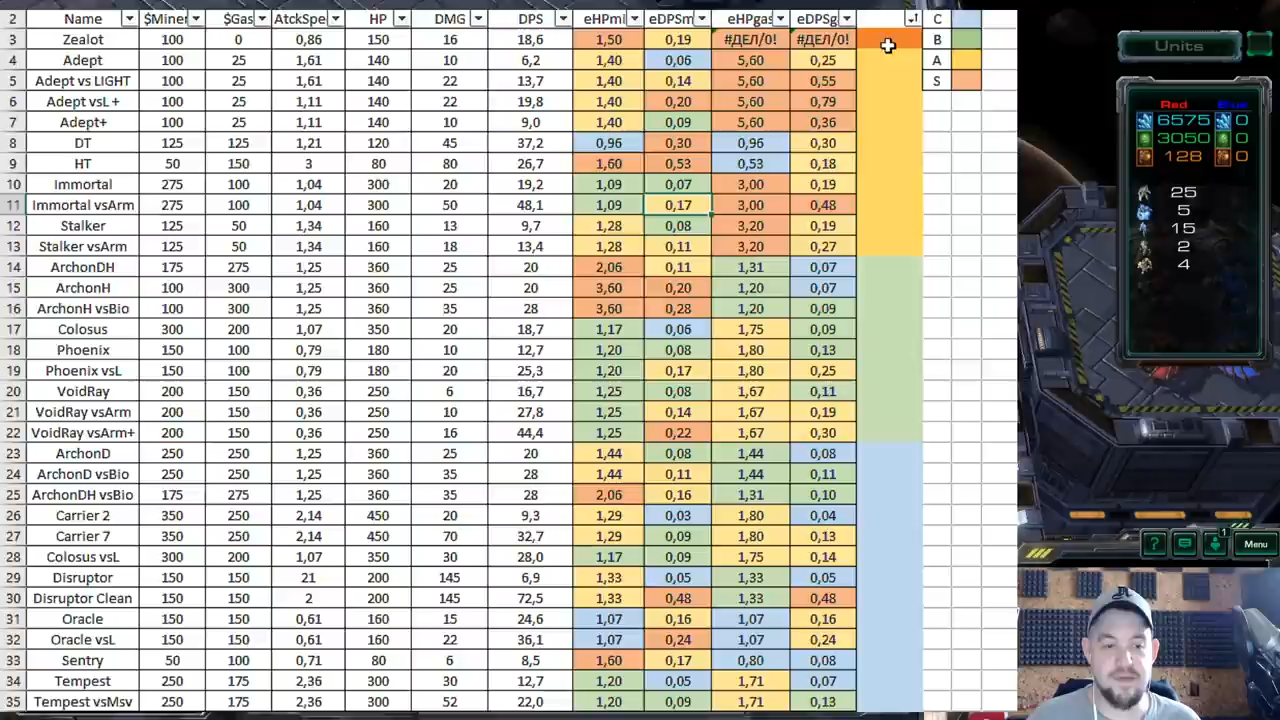 2 Name $Miner $Gas AtckSpe HP DMG DPS eHPmi eDPSm eHPgas eDPSg C
3 Zealot 100 0 0,86 150 16 18,6 1,50 0,19 #ДЕЛ/0! #ДЕЛ/0! B
4 Adept 100 25 1,61 140 10 6,2 1,40 0,06 5,60 0,25 A
5 Adept vs LIGHT 100 25 1,61 140 22 13,7 1,40 0,14 5,60 0,55 S
6 Adept vsL + 100 25 1,11 140 22 19,8 1,40 0,20 5,60 0,79
7 Adept+ 100 25 1,11 140 10 9,0 1,40 0,09 5,60 0,36
8 DT 125 125 1,21 120 45 37,2 0,96 0,30 0,96 0,30
9 HT 50 150 3 80 80 26,7 1,60 0,53 0,53 0,18
10 Immortal 275 100 1,04 300 20 19,2 1,09 0,07 3,00 0,19
11 Immortal vsArm 275 100 1,04 300 50 48,1 1,09 0,17 3,00 0,48
12 Stalker 125 50 1,34 160 13 9,7 1,28 0,08 3,20 0,19
13 Stalker vsArm 125 50 1,34 160 18 13,4 1,28 0,11 3,20 0,27
14 ArchonDH 175 275 1,25 360 25 20 2,06 0,11 1,31 0,07
15 ArchonH 100 300 1,25 360 25 20 3,60 0,20 1,20 0,07
16 ArchonH vsBio 100 300 1,25 360 35 28 3,60 0,28 1,20 0,09
17 Colosus 300 200 1,07 350 20 18,7 1,17 0,06 1,75 0,09
18 Phoenix 150 100 0,79 180 10 12,7 1,20 0,08 1,80 0,13
19 Phoenix vsL 150 100 0,79 180 20 25,3 1,20 0,17 1,80 0,25
20 VoidRay 200 150 0,36 250 6 16,7 1,25 0,08 1,67 0,11
21 VoidRay vsArm 200 150 0,36 250 10 27,8 1,25 0,14 1,67 0,19
22 VoidRay vsArm+ 200 150 0,36 250 16 44,4 1,25 0,22 1,67 0,30
23 ArchonD 250 250 1,25 360 25 20 1,44 0,08 1,44 0,08
24 ArchonD vsBio 250 250 1,25 360 35 28 1,44 0,11 1,44 0,11
25 ArchonDH vsBio 175 275 1,25 360 35 28 2,06 0,16 1,31 0,10
26 Carrier 2 350 250 2,14 450 20 9,3 1,29 0,03 1,80 0,04
27 Carrier 7 350 250 2,14 450 70 32,7 1,29 0,09 1,80 0,13
28 Colosus vsL 300 200 1,07 350 30 28,0 1,17 0,09 1,75 0,14
29 Disruptor 150 150 21 200 145 6,9 1,33 0,05 1,33 0,05
30 Disruptor Clean 150 150 2 200 145 72,5 1,33 0,48 1,33 0,48
31 Oracle 150 150 0,61 160 15 24,6 1,07 0,16 1,07 0,16
32 Oracle vsL 150 150 0,61 160 22 36,1 1,07 0,24 1,07 0,24
33 Sentry 50 100 0,71 80 6 8,5 1,60 0,17 0,80 0,08
34 Tempest 250 175 2,36 300 30 12,7 1,20 0,05 1,71 0,07
35 Tempest vsMsv 250 175 2,36 300 52 22,0 1,20 0,09 1,71 0,13
Units
Red Blue
6575 0
3050 0
128 0
25
5
15
2
4
? 1 Menu